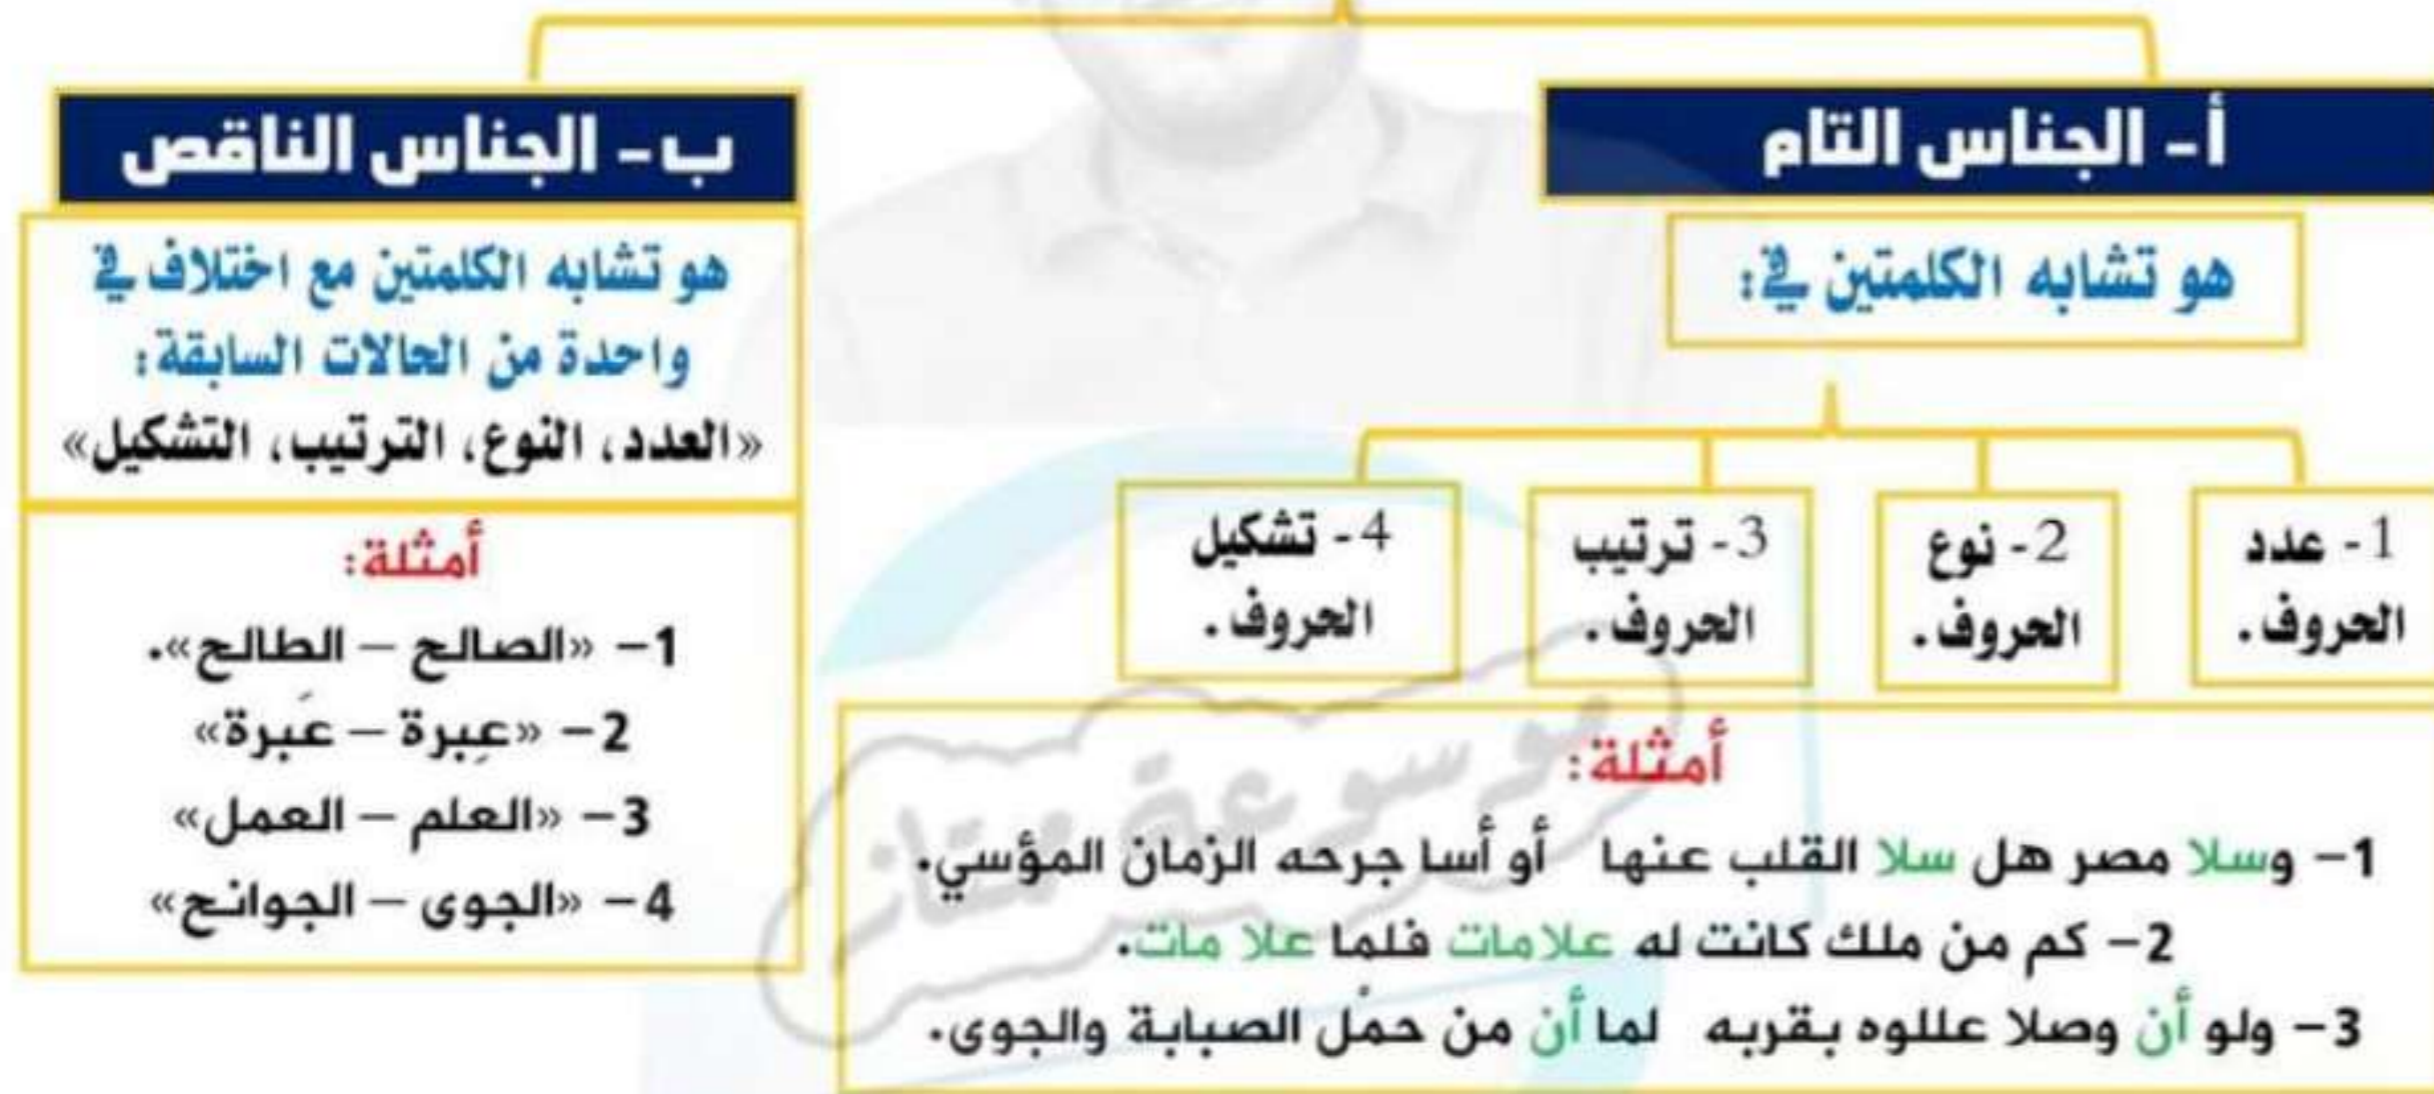 أ- الجناس التام
هو تشابه الكلمتين في:
1- عدد
الحروف.
2- نوع
الحروف.
3- ترتيب
الحروف.
4- تشكيل
الحروف.
أمثلة:
1- وسلا مصر هل سلا القلب عنها أو أسا جرحه الزمان المؤسي.
2- كم من ملك كانت له علامات فلما علا مات.
3- ولو أن وصلا عللوه بقربه لما أن من حمُل الصبابة والجوى.
ب- الجناس الناقص
هو تشابه الكلمتين مع اختلاف في
واحدة من الحالات السابقة:
«العدد، النوع، الترتيب، التشكيل»
أمثلة:
1- «الصالح – الطالح».
2- «عِبرة – عَبرة»
3- «العلم – العمل»
4- «الجوى – الجوانح»
موسوعة ممتاز